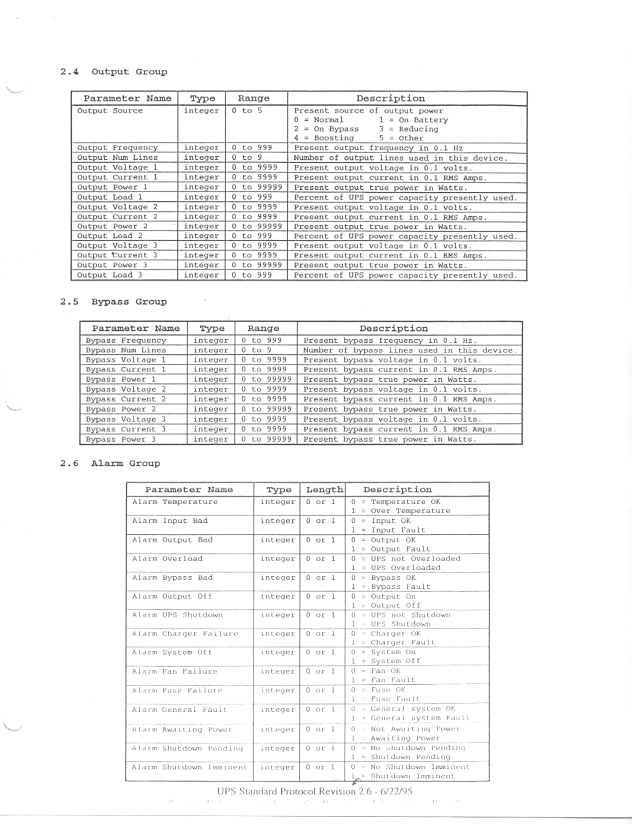 2.4 Output Group
Parameter Name Type Range Description
Output Source integer 0 to 5 Present source of output power
0 = Normal 1 = On Battery
2 = On Bypass 3 = Reducing
4 = Boosting 5 = Other
Output Frequency integer 0 to 999 Present output frequency in 0.1 Hz
Output Num Lines integer 0 to 9 Number of output lines used in this device.
Output Voltage 1 integer 0 to 9999 Present output voltage in 0.1 volts.
Output Current 1 integer 0 to 9999 Present output current in 0.1 RMS Amps.
Output Power 1 integer 0 to 99999 Present output true power in Watts.
Output Load 1 integer 0 to 999 Percent of UPS power capacity presently used.
Output Voltage 2 integer 0 to 9999 Present output voltage in 0.1 volts.
Output Current 2 integer 0 to 9999 Present output current in 0.1 RMS Amps.
Output Power 2 integer 0 to 99999 Present output true power in Watts.
Output Load 2 integer 0 to 999 Percent of UPS power capacity presently used.
Output Voltage 3 integer 0 to 9999 Present output voltage in 0.1 volts.
Output Current 3 integer 0 to 9999 Present output current in 0.1 RMS Amps.
Output Power 3 integer 0 to 99999 Present output true power in Watts.
Output Load 3 integer 0 to 999 Percent of UPS power capacity presently used.
2.5 Bypass Group
Parameter Name Type Range Description
Bypass Frequency integer 0 to 999 Present bypass frequency in 0.1 Hz.
Bypass Num Lines integer 0 to 9 Number of bypass lines used in this device.
Bypass Voltage 1 integer 0 to 9999 Present bypass voltage in 0.1 volts.
Bypass Current 1 integer 0 to 9999 Present bypass current in 0.1 RMS Amps.
Bypass Power 1 integer 0 to 99999 Present bypass true power in Watts.
Bypass Voltage 2 integer 0 to 9999 Present bypass voltage in 0.1 volts.
Bypass Current 2 integer 0 to 9999 Present bypass current in 0.1 RMS Amps.
Bypass Power 2 integer 0 to 99999 Present bypass true power in Watts.
Bypass Voltage 3 integer 0 to 9999 Present bypass voltage in 0.1 volts.
Bypass Current 3 integer 0 to 9999 Present bypass current in 0.1 RMS Amps.
Bypass Power 3 integer 0 to 99999 Present bypass true power in Watts.
2.6 Alarm Group
Parameter Name Type Length Description
Alarm Temperature integer 0 or 1 0 = Temperature OK
1 = Over Temperature
Alarm Input Bad integer 0 or 1 0 = Input OK
1 = Input Fault
Alarm Output Bad integer 0 or 1 0 = Output OK
1 = Output Fault
Alarm Overload integer 0 or 1 0 = UPS not Overloaded
1 = UPS Overloaded
Alarm Bypass Bad integer 0 or 1 0 = Bypass OK
1 = Bypass Fault
Alarm Output Off integer 0 or 1 0 = Output On
1 = Output Off
Alarm UPS Shutdown integer 0 or 1 0 = UPS not Shutdown
1 = UPS Shutdown
Alarm Charger Failure integer 0 or 1 0 = Charger OK
1 = Charger Fault
Alarm System Off integer 0 or 1 0 = System On
1 = System Off
Alarm Fan Failure integer 0 or 1 0 = Fan OK
1 = Fan Fault
Alarm Fuse Failure integer 0 or 1 0 = Fuse OK
1 = Fuse Fault
Alarm General Fault integer 0 or 1 0 = General system OK
1 = General system Fault
Alarm Awaiting Power integer 0 or 1 0 = Not Awaiting Power
1 = Awaiting Power
Alarm Shutdown Pending integer 0 or 1 0 = No shutdown Pending
1 = Shutdown Pending
Alarm Shutdown Imminent integer 0 or 1 0 = No Shutdown Imminent
1 = Shutdown Imminent
UPS Standard Protocol Revision 2.6 - 6/22/95